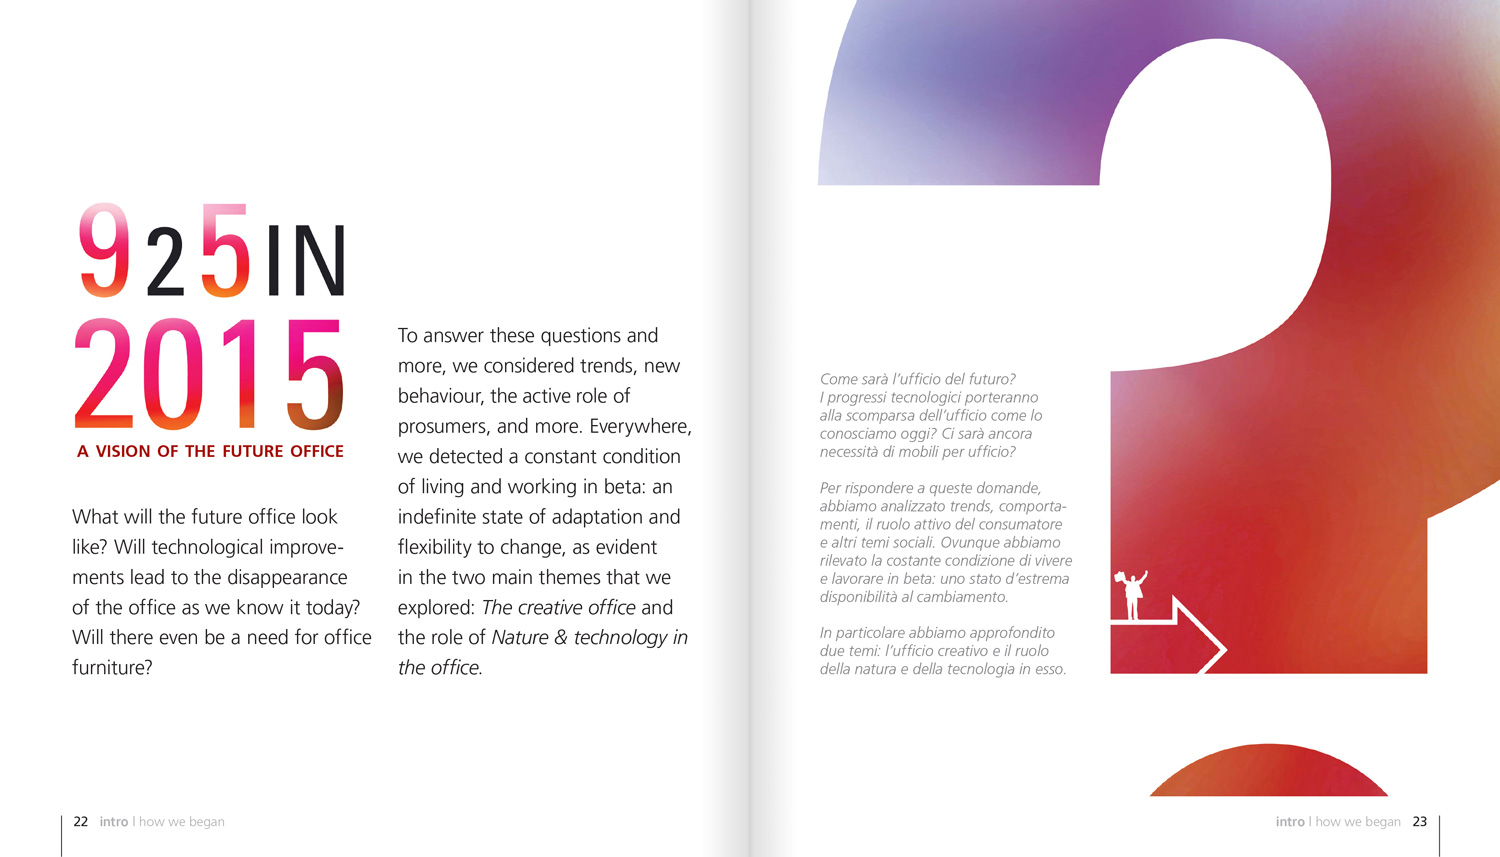 925IN
2015
A VISION OF THE FUTURE OFFICE
What will the future office look
like? Will technological improve-
ments lead to the disappearance
of the office as we know it today?
Will there even be a need for office
furniture?
To answer these questions and
more, we considered trends, new
behaviour, the active role of
prosumers, and more. Everywhere,
we detected a constant condition
of living and working in beta: an
indefinite state of adaptation and
flexibility to change, as evident
in the two main themes that we
explored: The creative office and
the role of Nature & technology in
the office.
22 intro | how we began
Come sarà l’ufficio del futuro?
I progressi tecnologici porteranno
alla scomparsa dell’ufficio come lo
conosciamo oggi? Ci sarà ancora
necessità di mobili per ufficio?
Per rispondere a queste domande,
abbiamo analizzato trends, comporta-
menti, il ruolo attivo del consumatore
e altri temi sociali. Ovunque abbiamo
rilevato la costante condizione di vivere
e lavorare in beta: uno stato d’estrema
disponibilità al cambiamento.
In particolare abbiamo approfondito
due temi: l’ufficio creativo e il ruolo
della natura e della tecnologia in esso.
?
intro | how we began 23